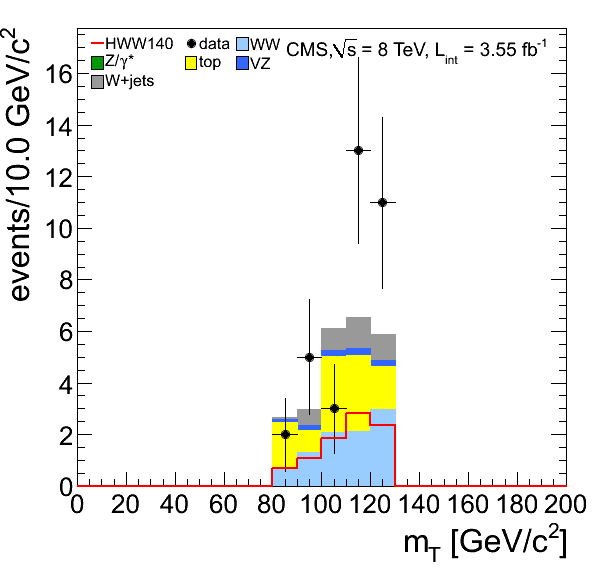 HWW140 data WW CMS,√s = 8 TeV, L_int = 3.55 fb⁻¹
Z/γ* top VZ
W+jets
events/10.0 GeV/c²
16
14
12
10
8
6
4
2
0
0 20 40 60 80 100 120 140 160 180 200
m_T [GeV/c²]